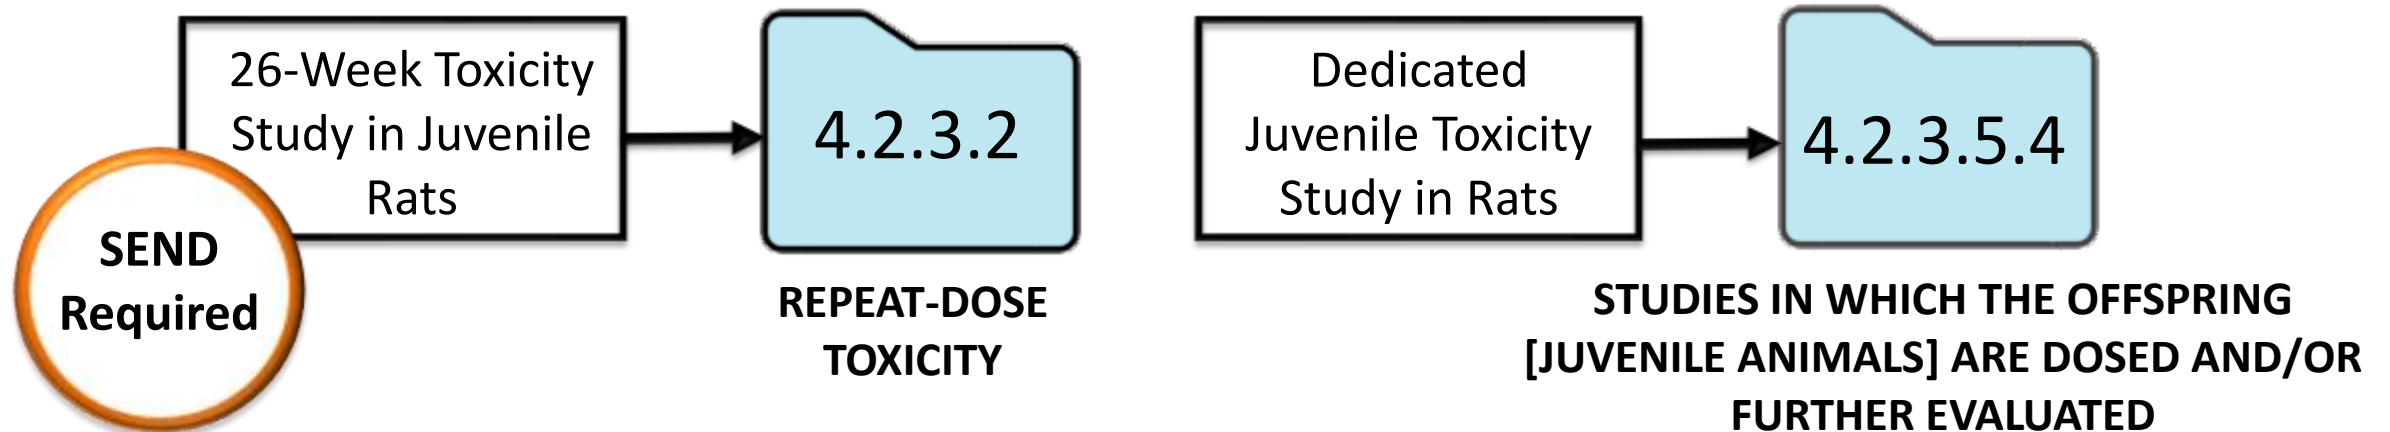 26-Week Toxicity
Study in Juvenile
Rats
SEND
Required
4.2.3.2
REPEAT-DOSE
TOXICITY
Dedicated
Juvenile Toxicity
Study in Rats
4.2.3.5.4
STUDIES IN WHICH THE OFFSPRING
[JUVENILE ANIMALS] ARE DOSED AND/OR
FURTHER EVALUATED